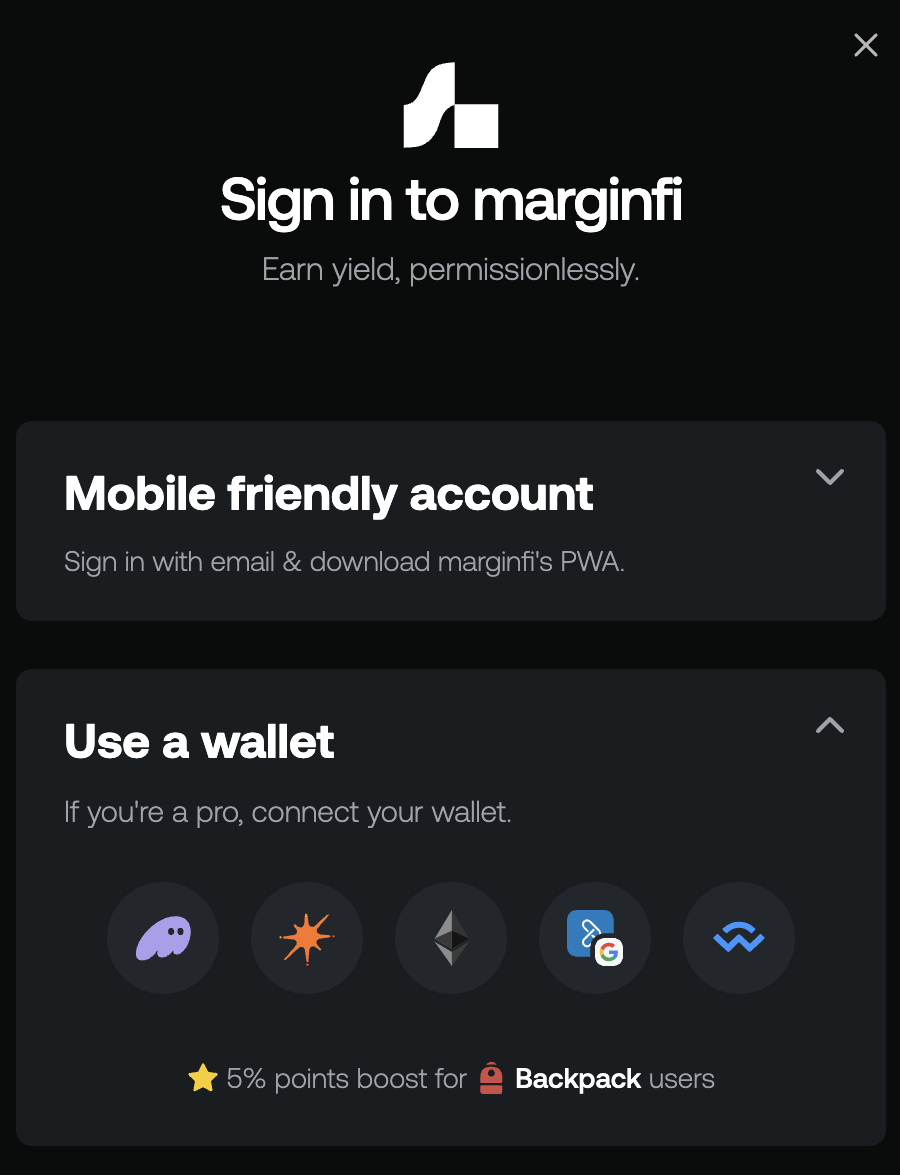 Sign in to marginfi
Earn yield, permissionlessly.
Mobile friendly account
Sign in with email & download marginfi's PWA.
Use a wallet
If you're a pro, connect your wallet.
G
⭐ 5% points boost for Backpack users